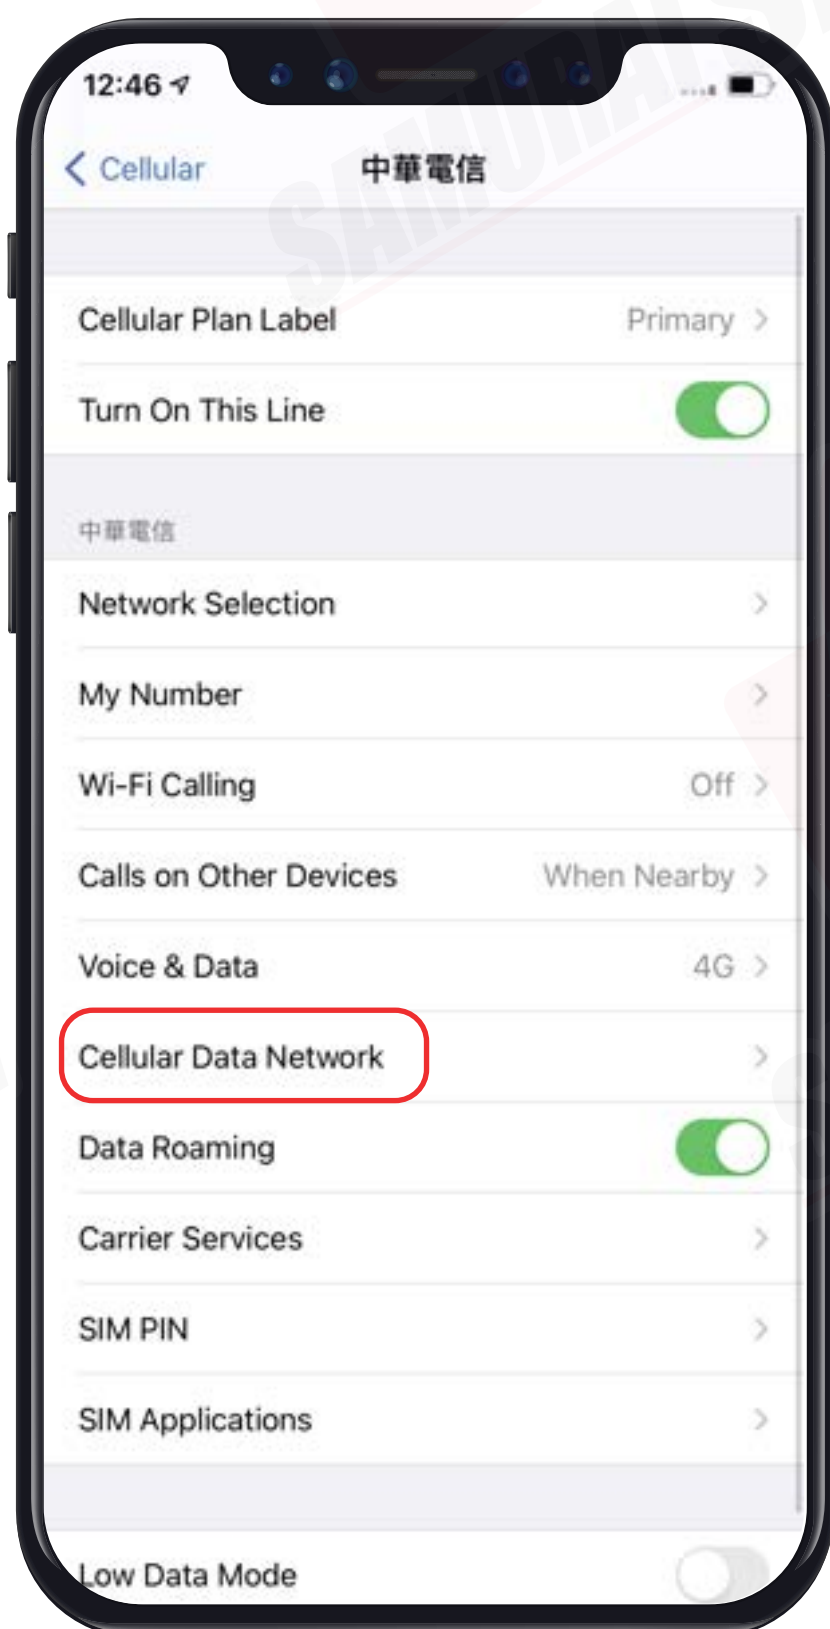 12:46
Cellular
中華電信
Cellular Plan Label
Primary
Turn On This Line
中華電信
Network Selection
My Number
Wi-Fi Calling
Off
Calls on Other Devices
When Nearby
Voice & Data
4G
Cellular Data Network
Data Roaming
Carrier Services
SIM PIN
SIM Applications
Low Data Mode